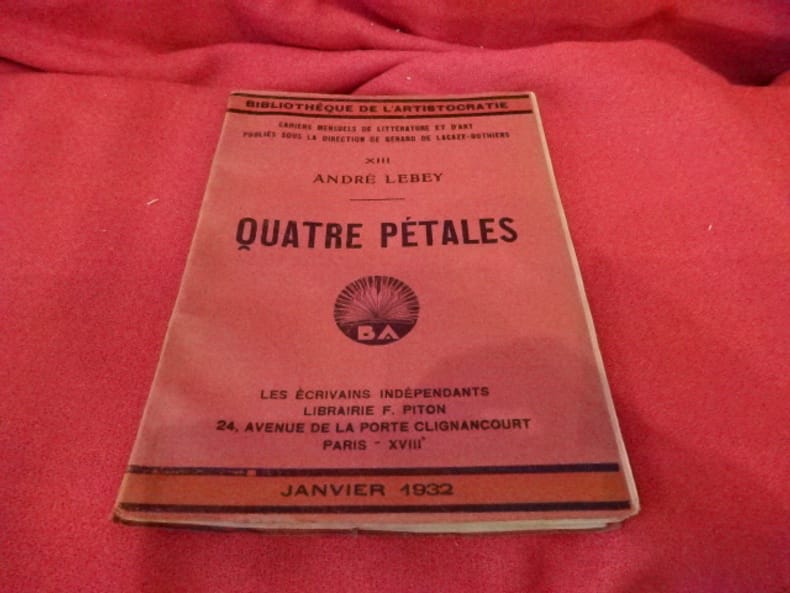 BIBLIOTHÈQUE DE L'ARTISTOCRATIE
CAHIERS MENSUELS DE LITTÉRATURE ET D'ART
PUBLIÉS SOUS LA DIRECTION DE GÉRARD DE LACAZE-DUTHIERS
XIII
ANDRÉ LEBEY
QUATRE PÉTALES
BA
LES ÉCRIVAINS INDÉPENDANTS
LIBRAIRIE F. PITON
24, AVENUE DE LA PORTE CLIGNANCOURT
PARIS - XVIIIe
JANVIER 1932